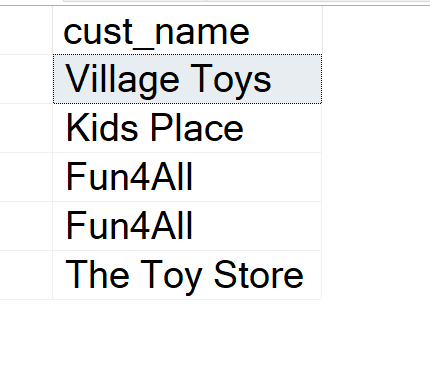 cust_name
Village Toys
Kids Place
Fun4All
Fun4All
The Toy Store